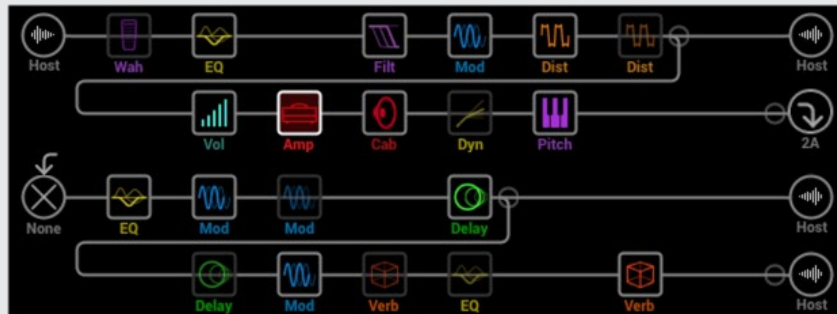 Host Wah EQ Filt Mod Dist Dist Host
Vol Amp Cab Dyn Pitch 2A
None EQ Mod Mod Delay Host
Delay Mod Verb EQ Verb Host